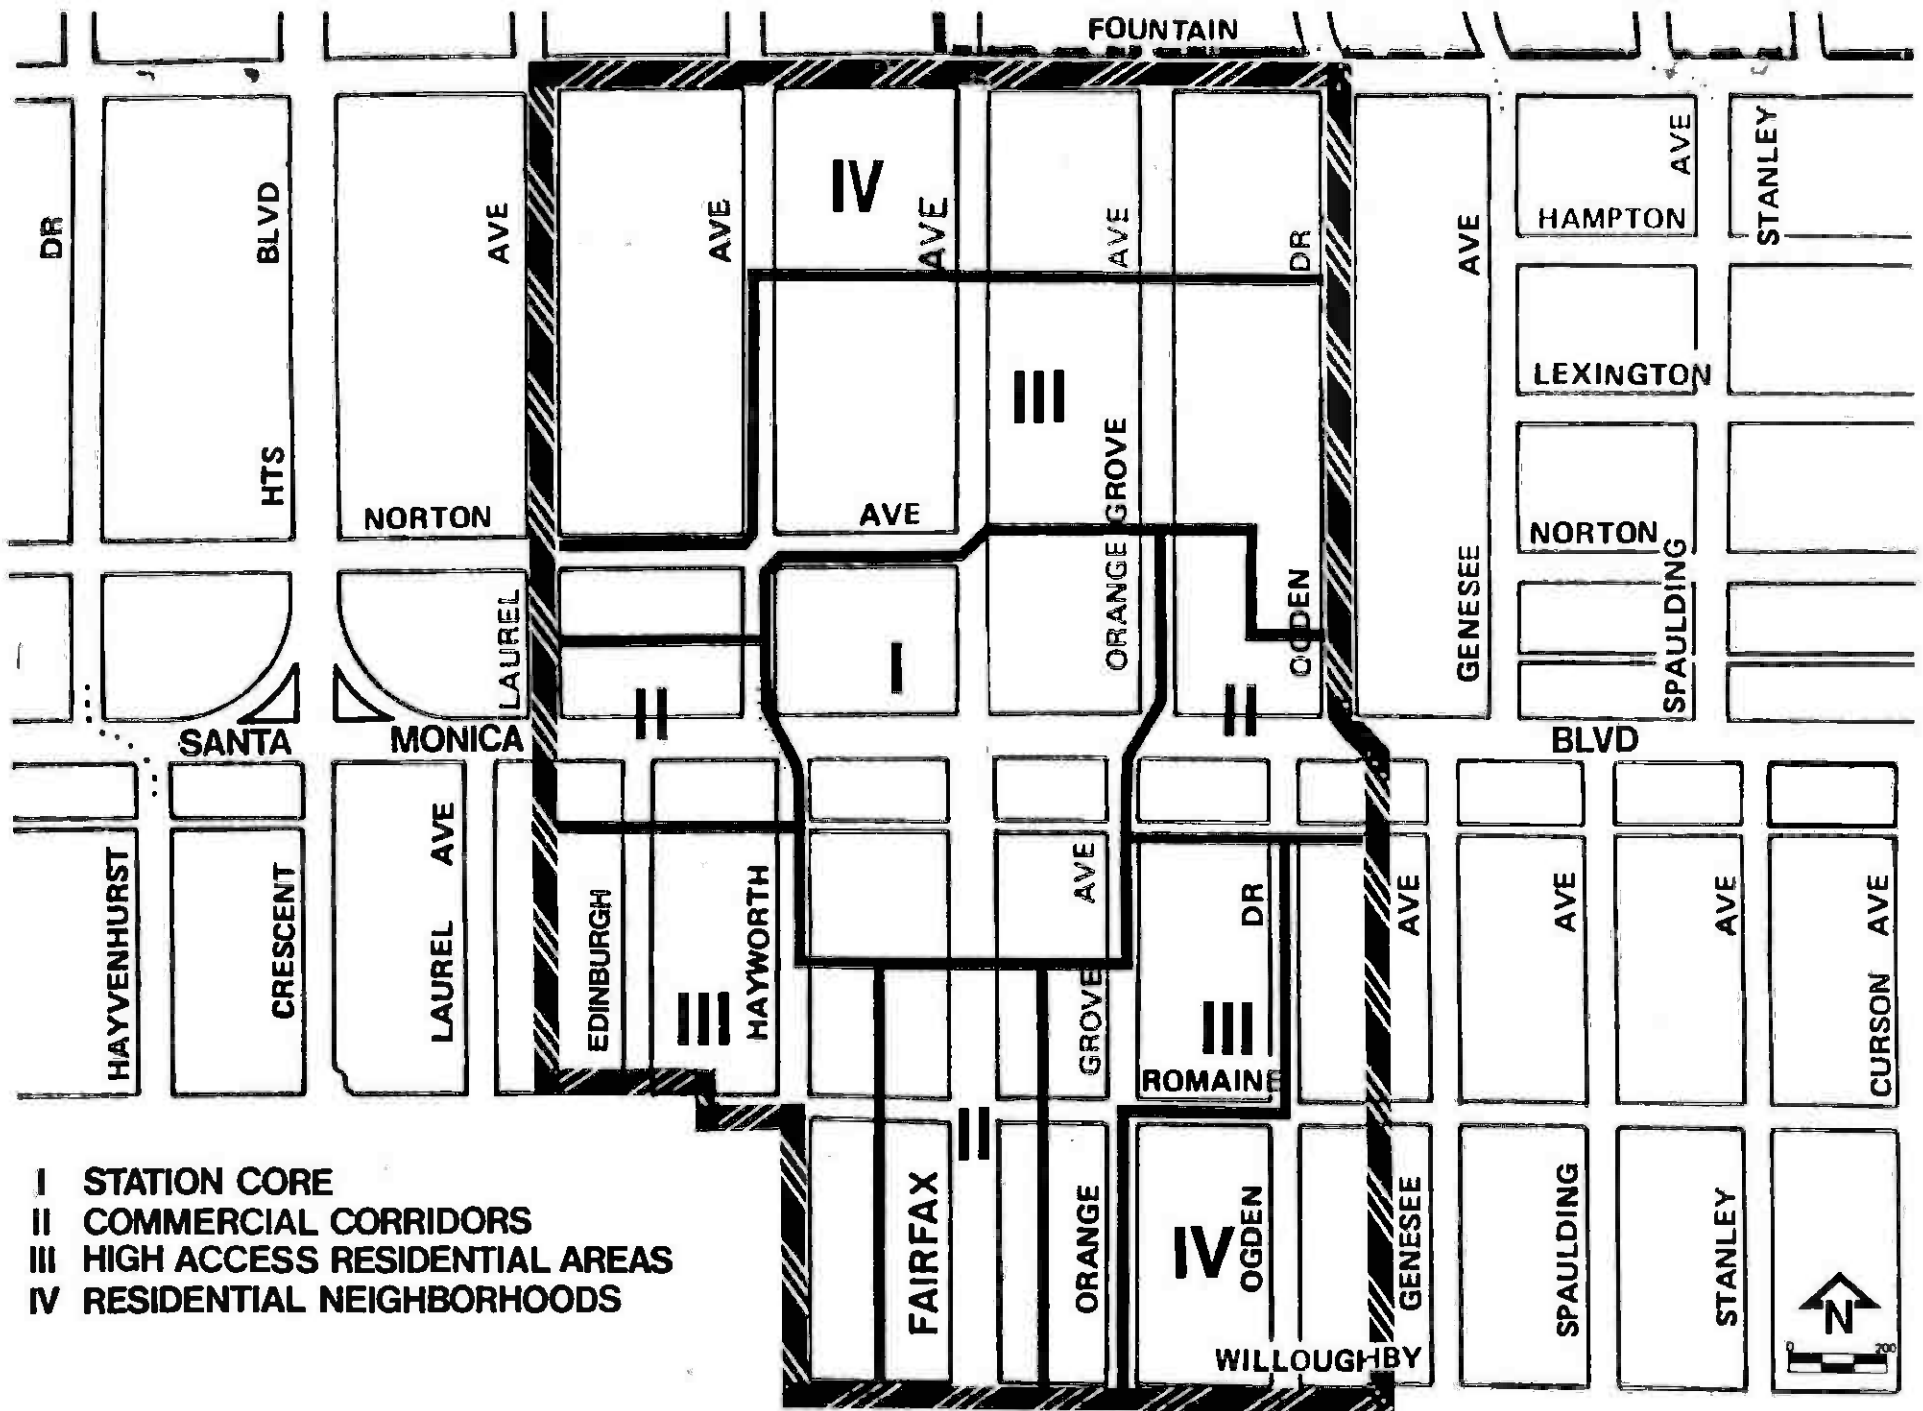 FOUNTAIN
DR
HTS BLVD
AVE
AVE
IV
AVE
AVE
DR
AVE
AVE
STANLEY
HAMPTON
LEXINGTON
III
ORANGE GROVE
NORTON
AVE
NORTON
LAUREL
I
OGDEN
GENESEE
SPAULDING
II
II
SANTA
MONICA
BLVD
HAYVENHURST
CRESCENT
LAUREL AVE
EDINBURGH
HAYWORTH
III
GROVE AVE
DR
III
ROMAINE
AVE
AVE
AVE
CURSON AVE
II
FAIRFAX
ORANGE
IV
OGDEN
GENESEE
SPAULDING
STANLEY
WILLOUGHBY
N
0 200
I STATION CORE
II COMMERCIAL CORRIDORS
III HIGH ACCESS RESIDENTIAL AREAS
IV RESIDENTIAL NEIGHBORHOODS